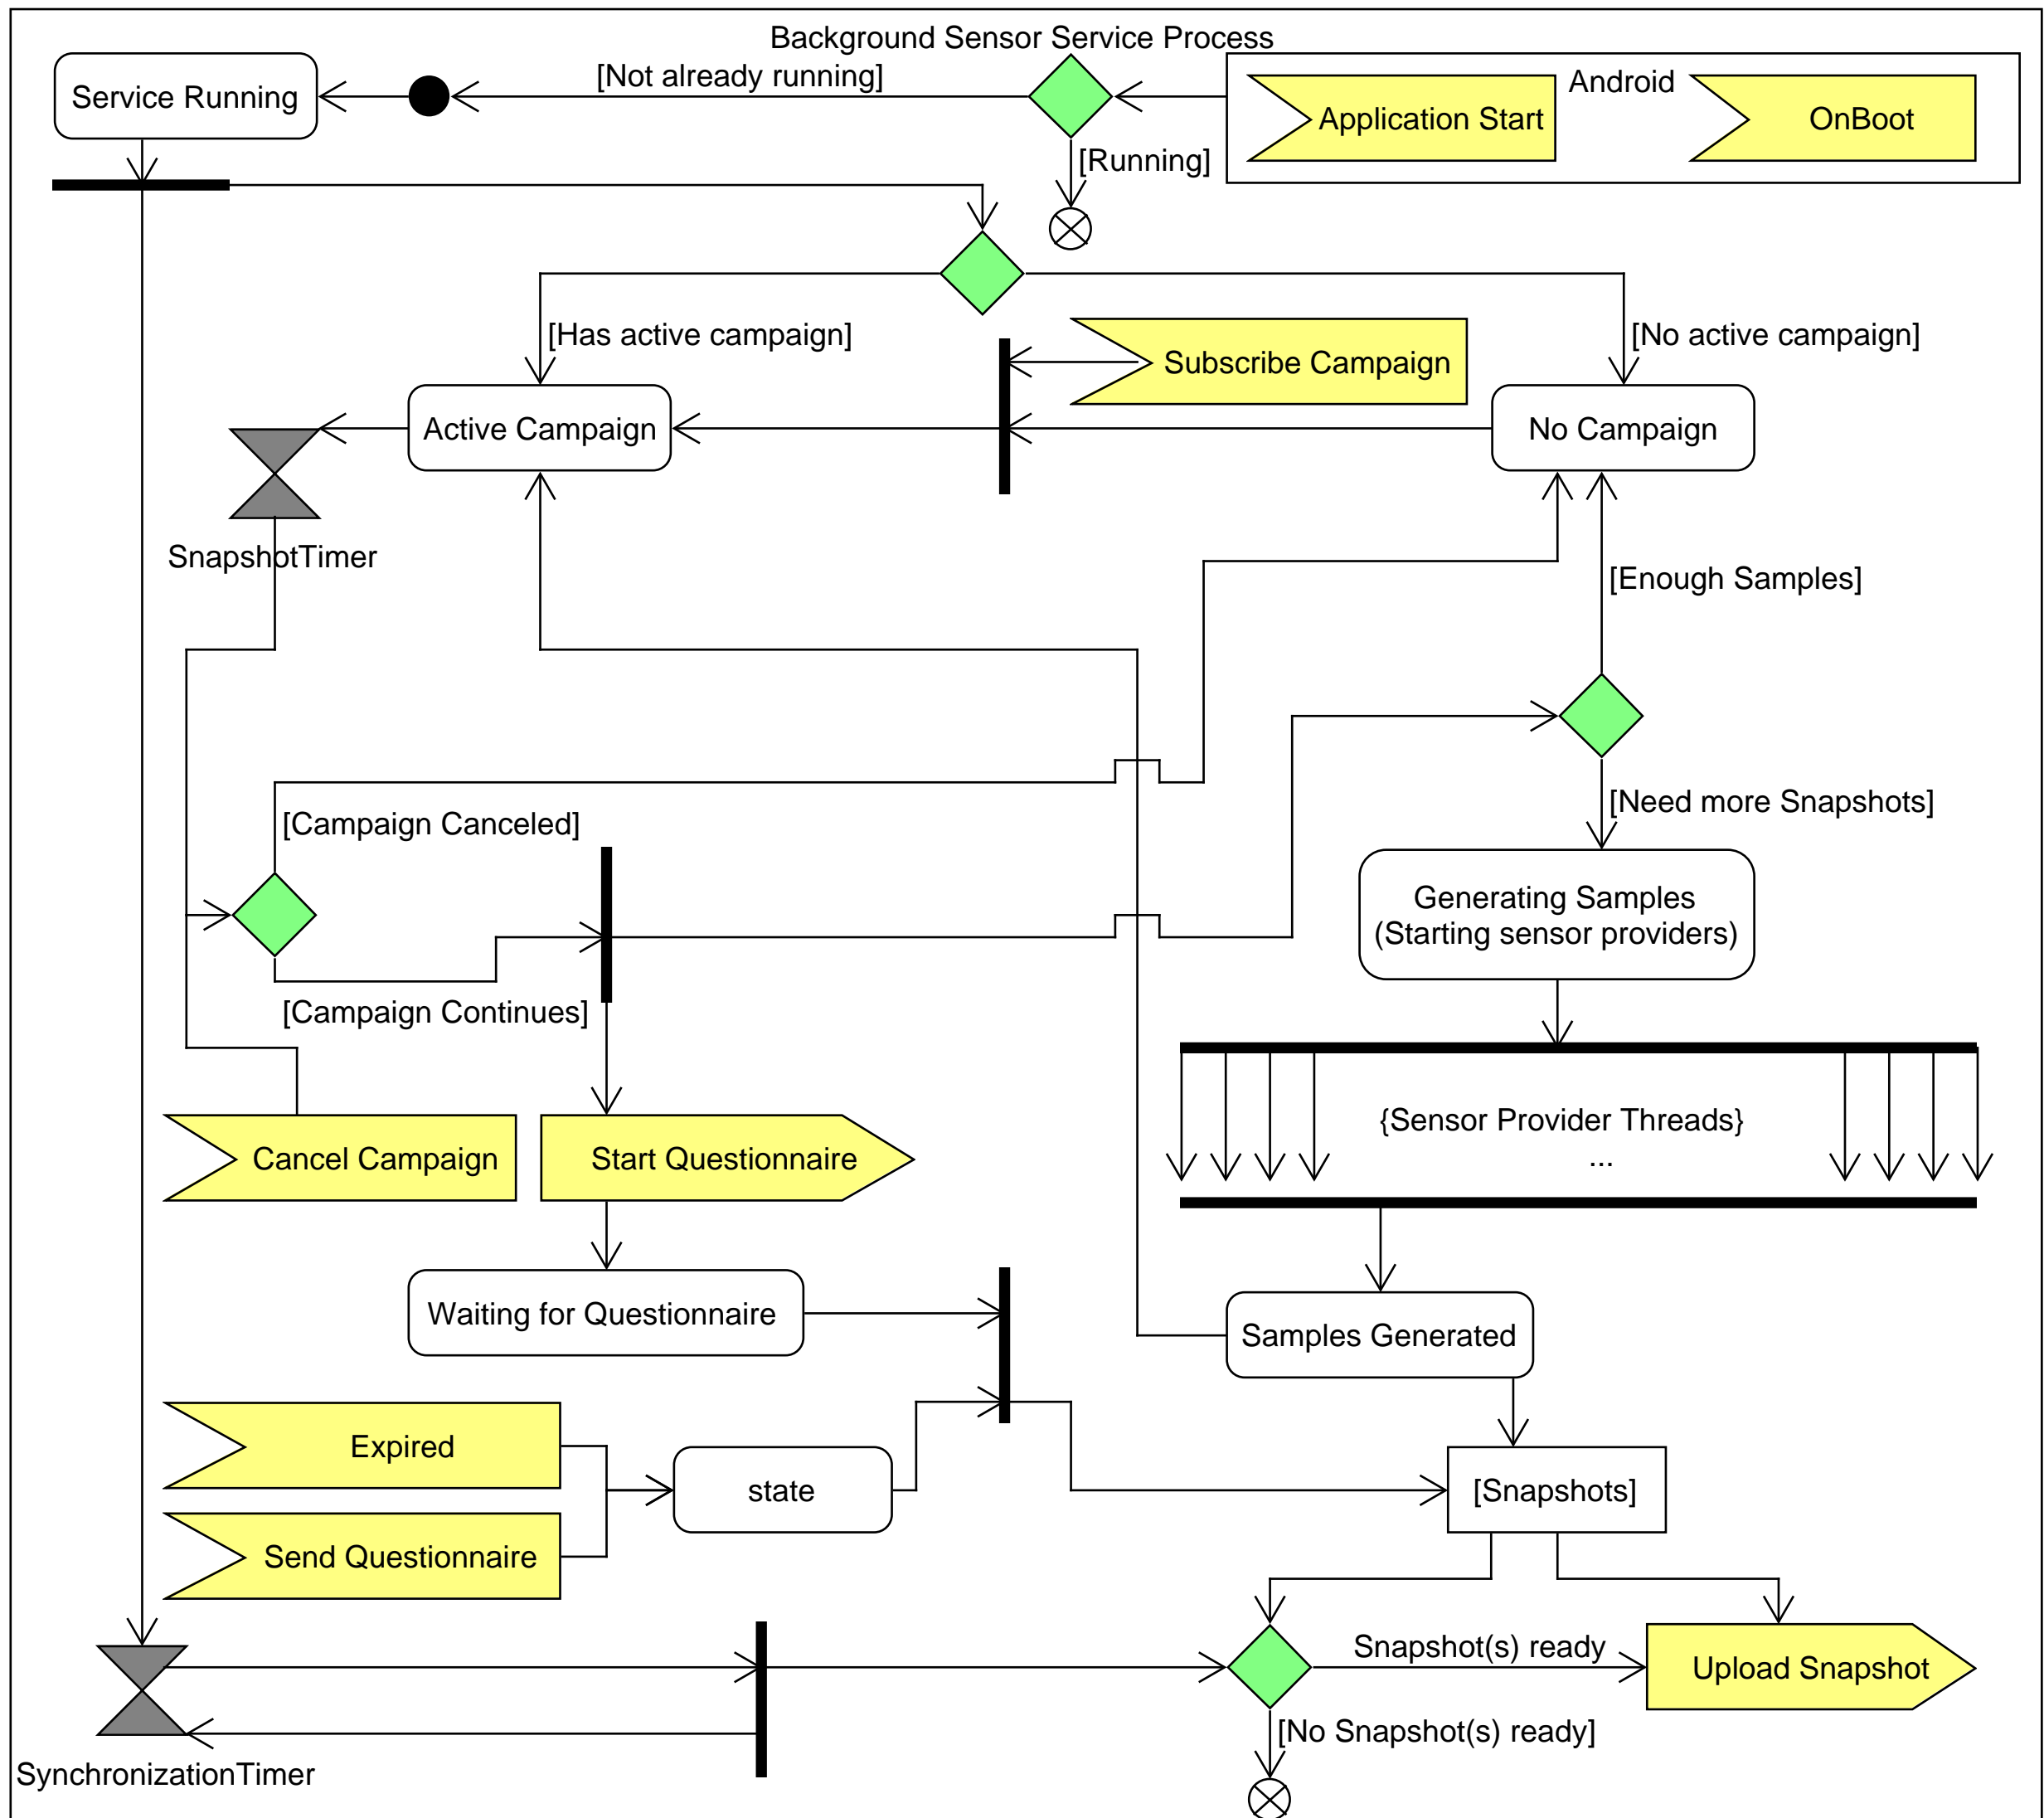 Background Sensor Service Process
Service Running
[Not already running]
Application Start
Android
OnBoot
[Running]
[Has active campaign]
Subscribe Campaign
[No active campaign]
Active Campaign
No Campaign
SnapshotTimer
[Enough Samples]
[Need more Snapshots]
[Campaign Canceled]
Generating Samples
(Starting sensor providers)
[Campaign Continues]
{Sensor Provider Threads}
...
Cancel Campaign
Start Questionnaire
Waiting for Questionnaire
Samples Generated
Expired
state
[Snapshots]
Send Questionnaire
Snapshot(s) ready
Upload Snapshot
[No Snapshot(s) ready]
SynchronizationTimer